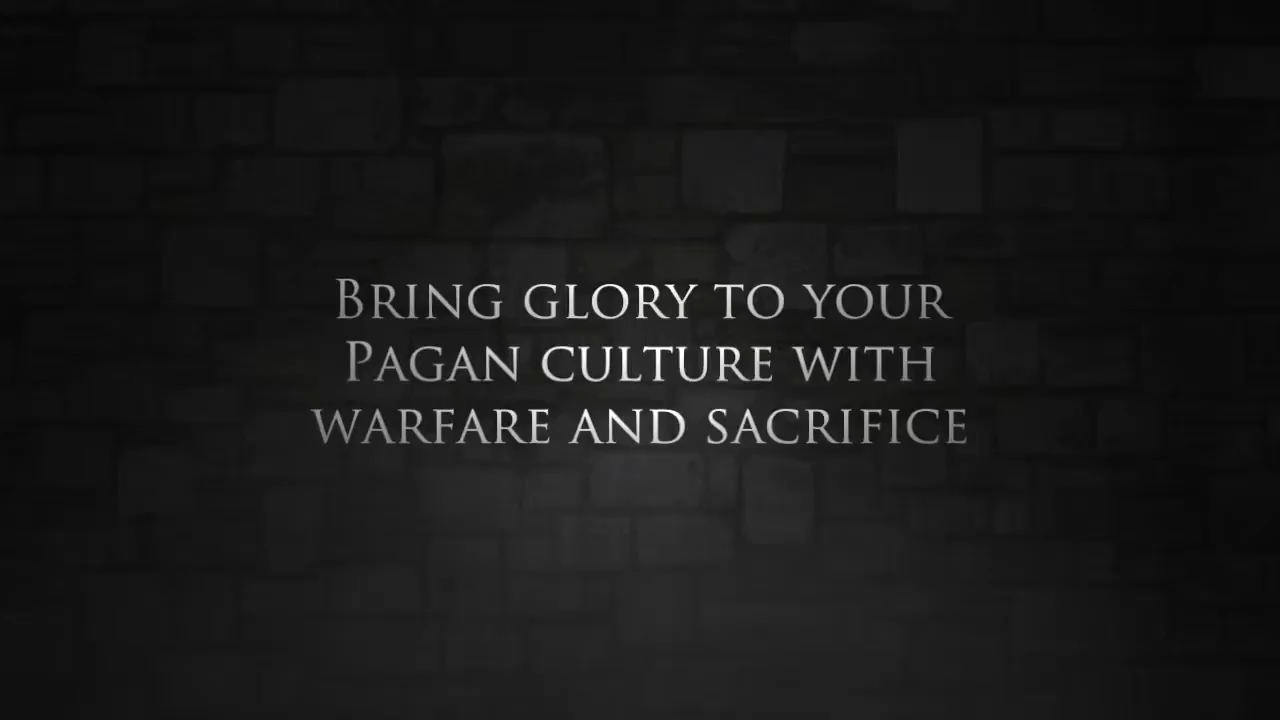 Bring glory to your
Pagan culture with
warfare and sacrifice